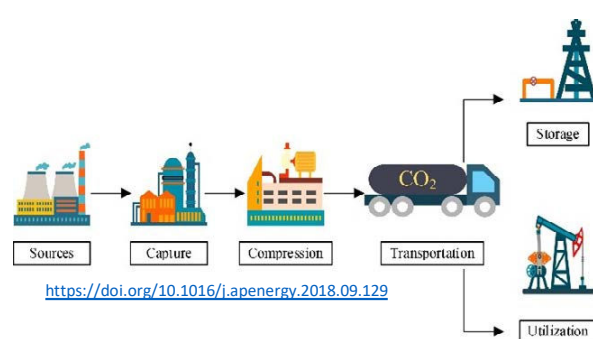 CO₂
Storage
Sources
Capture
Compression
Transportation
https://doi.org/10.1016/j.apenergy.2018.09.129
Utilization